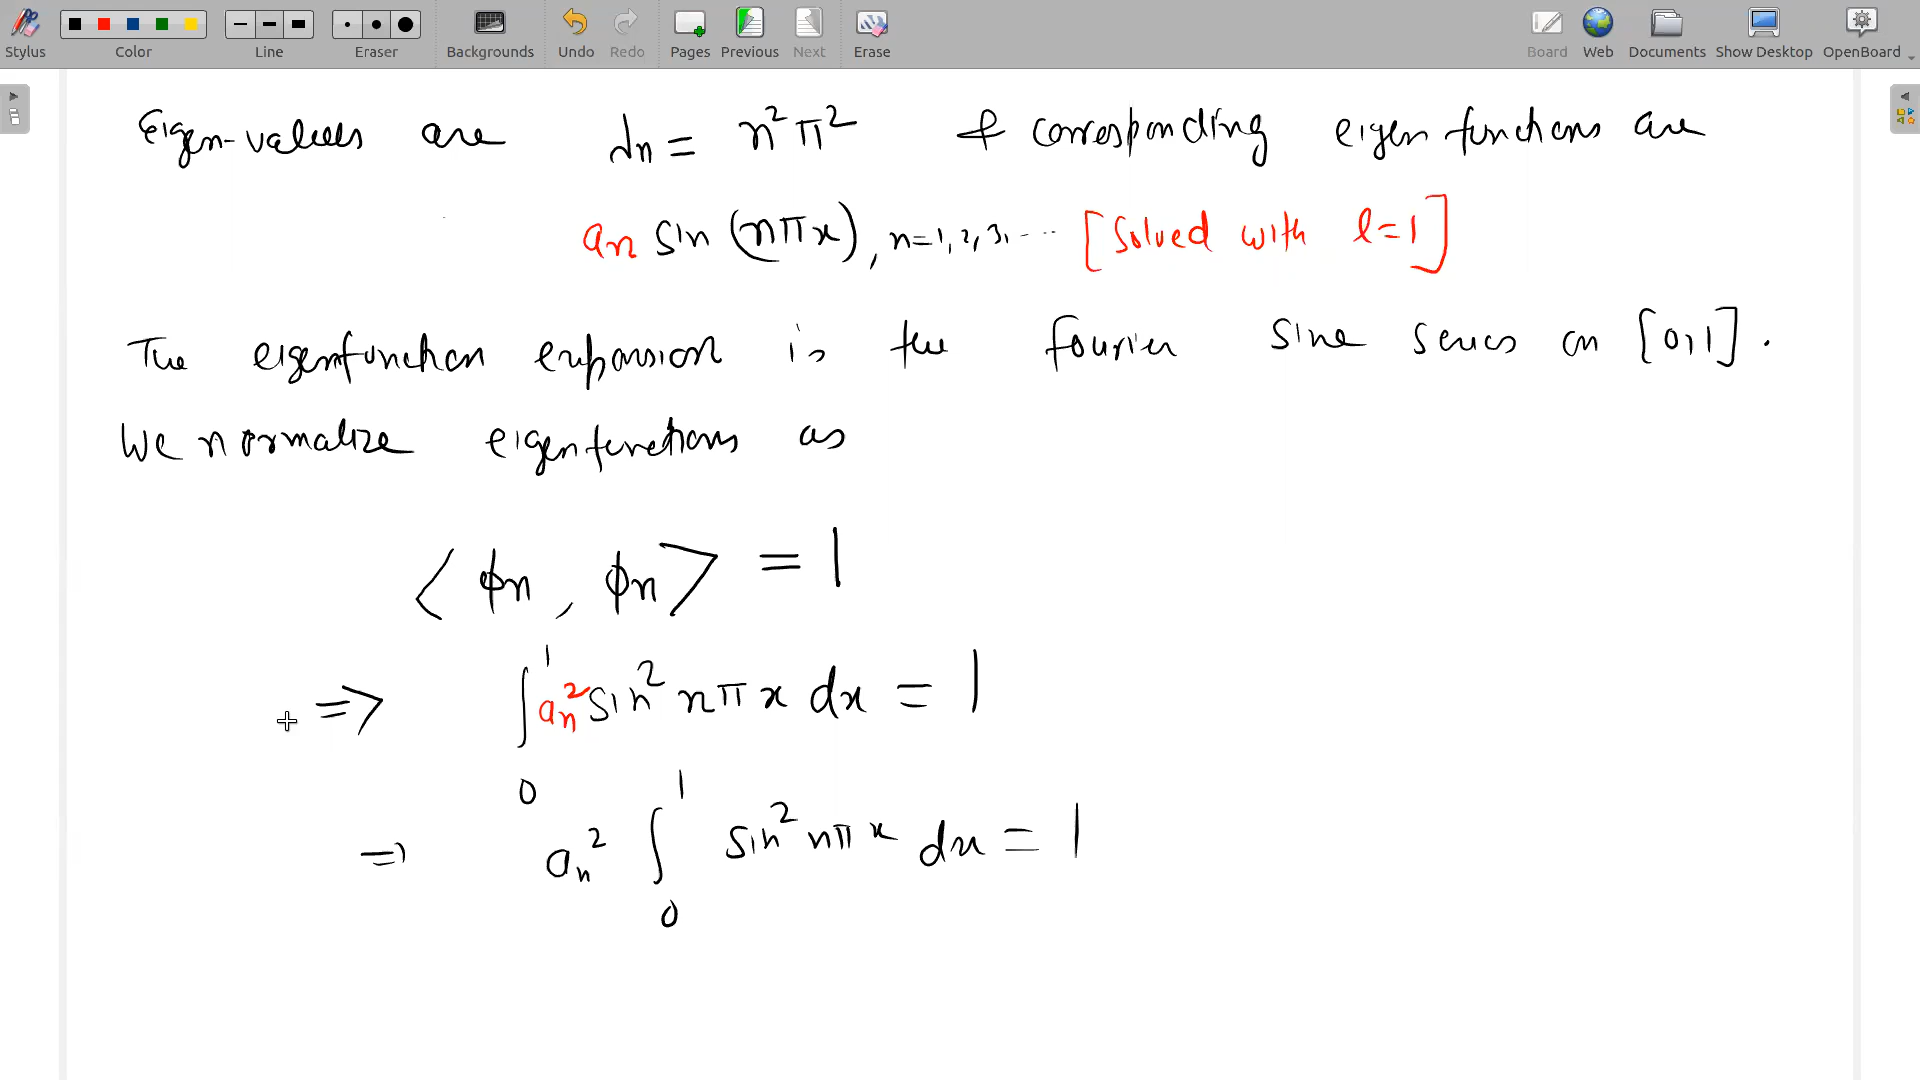 Stylus Color Line Eraser Backgrounds Undo Redo Pages Previous Next Erase Board Web Documents Show Desktop OpenBoard
Eigen-values are λn = n²π² & corresponding eigen functions are
an sin (nπx), n=1, 2, 3, --- [Solved with l=1]
The eigenfunction expansion is the fourier sine series on [0,1].
We normalize eigenfunctions as
⟨ϕn, ϕn⟩ = 1
=> ∫₀¹ aₙ² sin² nπx dx = 1
=> aₙ² ∫₀¹ sin² nπx dx = 1